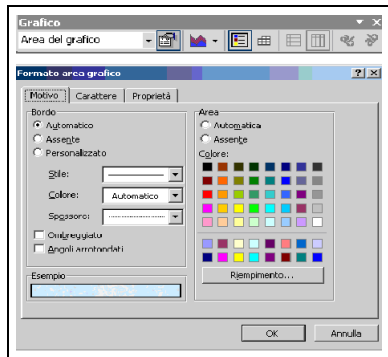 Grafico
Area del grafico
Formato area grafico
Motivo Carattere Proprietà
Bordo
Automatico
Assente
Personalizzato
Stile:
Colore: Automatico
Spessore:
Ombreggiato
Angoli arrotondati
Esempio
Area
Automatica
Assente
Colore:
Riempimento...
OK Annulla